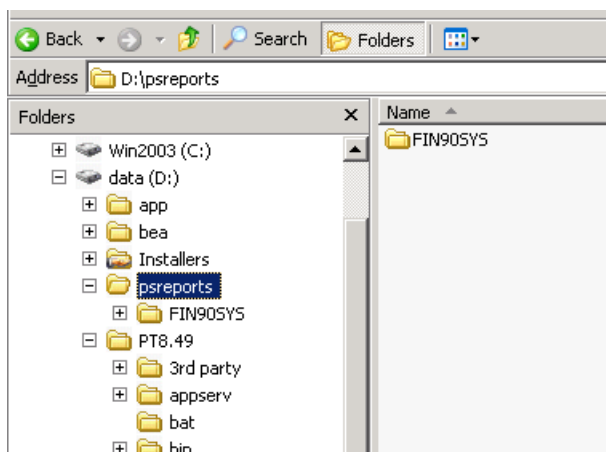 Back Search Folders
Address D:\psreports
Folders x Name
Win2003 (C:) FIN90SYS
data (D:)
app
bea
Installers
psreports
FIN90SYS
PT8.49
3rd party
appserv
bat
bin